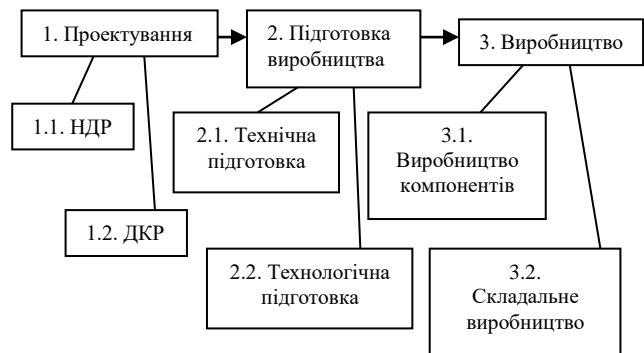 1. Проектування
2. Підготовка
виробництва
3. Виробництво
1.1. НДР
2.1. Технічна
підготовка
3.1.
Виробництво
компонентів
1.2. ДКР
2.2. Технологічна
підготовка
3.2.
Складальне
виробництво